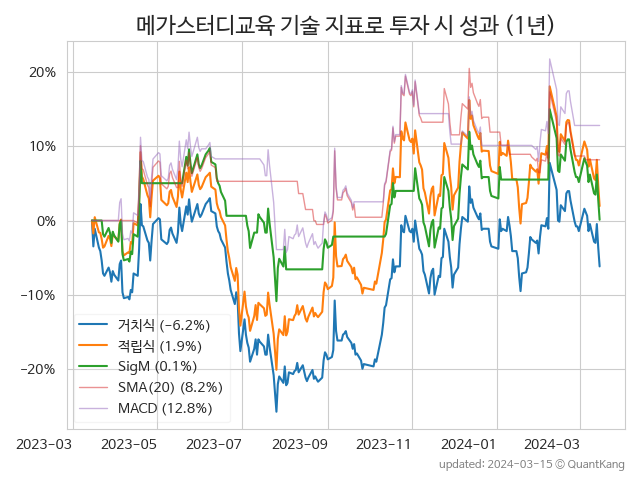 메가스터디교육 기술 지표로 투자 시 성과 (1년)
20%
10%
0%
−10%
−20%
거치식 (−6.2%)
적립식 (1.9%)
SigM (0.1%)
SMA(20) (8.2%)
MACD (12.8%)
2023-03
2023-05
2023-07
2023-09
2023-11
2024-01
2024-03
updated: 2024-03-15 © QuantKang